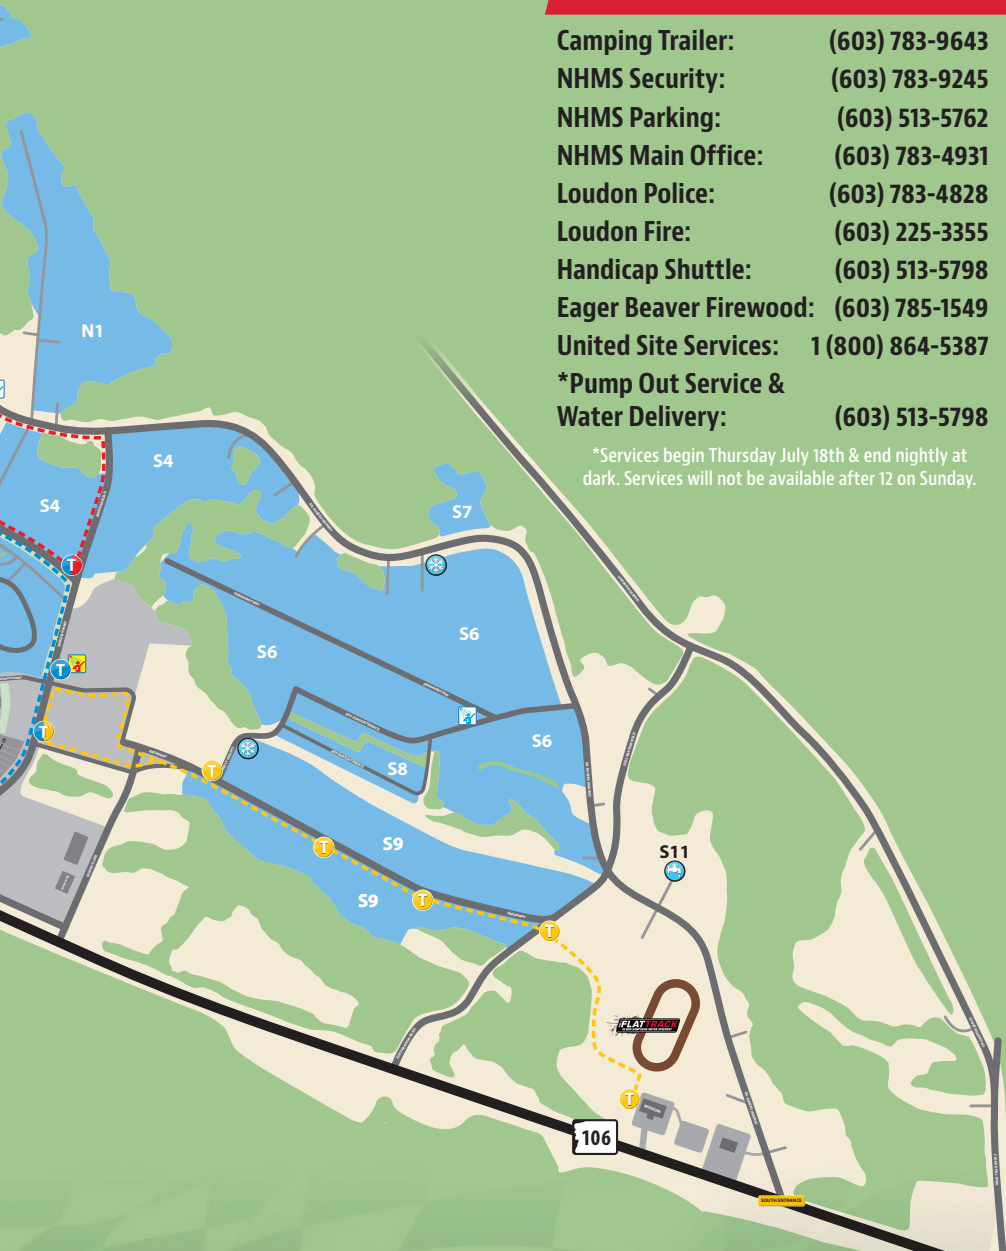 Camping Trailer: (603) 783-9643
NHMS Security: (603) 783-9245
NHMS Parking: (603) 513-5762
NHMS Main Office: (603) 783-4931
Loudon Police: (603) 783-4828
Loudon Fire: (603) 225-3355
Handicap Shuttle: (603) 513-5798
Eager Beaver Firewood: (603) 785-1549
United Site Services: 1 (800) 864-5387
*Pump Out Service &
Water Delivery: (603) 513-5798
*Services begin Thursday July 18th & end nightly at
dark. Services will not be available after 12 on Sunday.
N1
S4
S4
S7
T
S6
S6
T
T
S6
T
S8
S9
T
S11
S9
T
T
FLAT TRACK
T
MUSEUM
106
SOUTH ENTRANCE